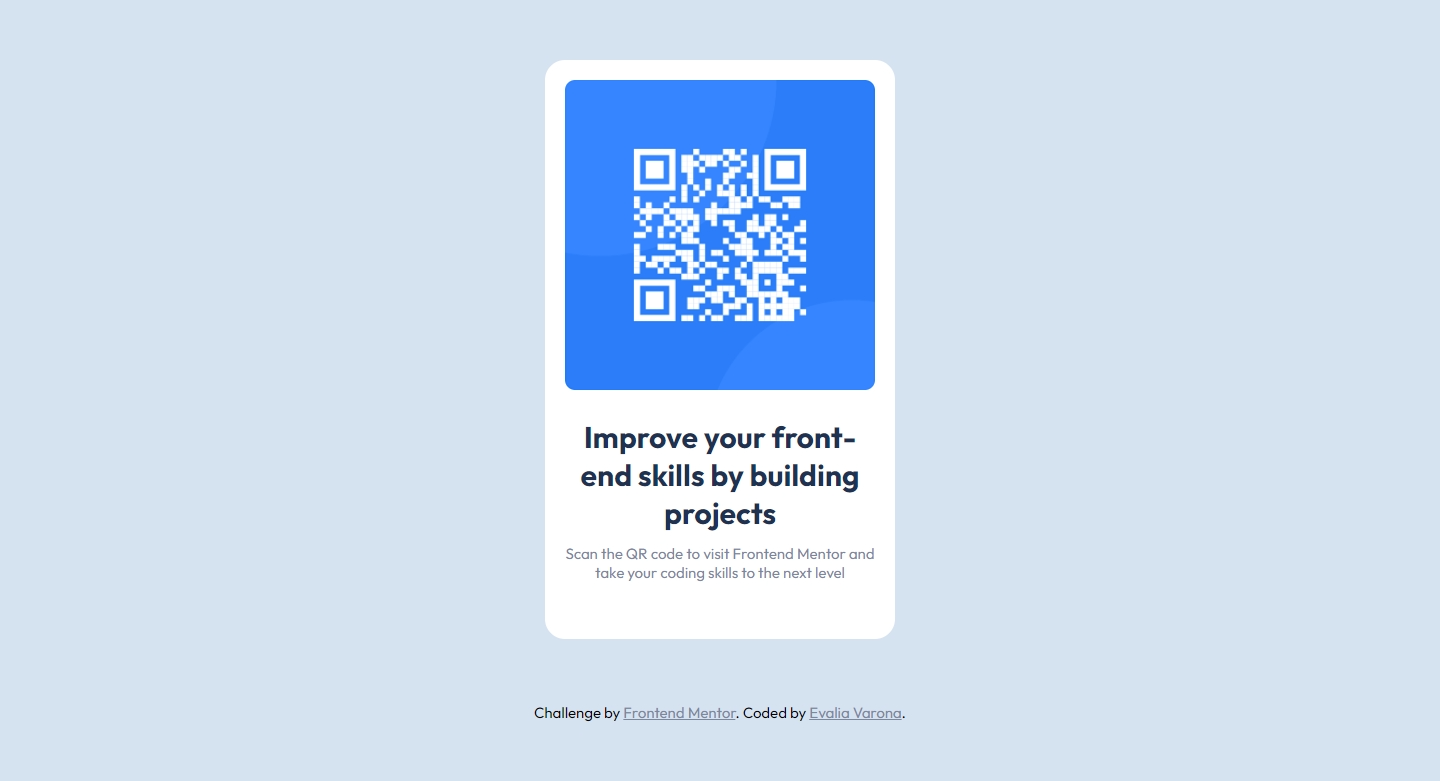 Improve your front-
end skills by building
projects
Scan the QR code to visit Frontend Mentor and
take your coding skills to the next level
Challenge by Frontend Mentor. Coded by Evalia Varona.